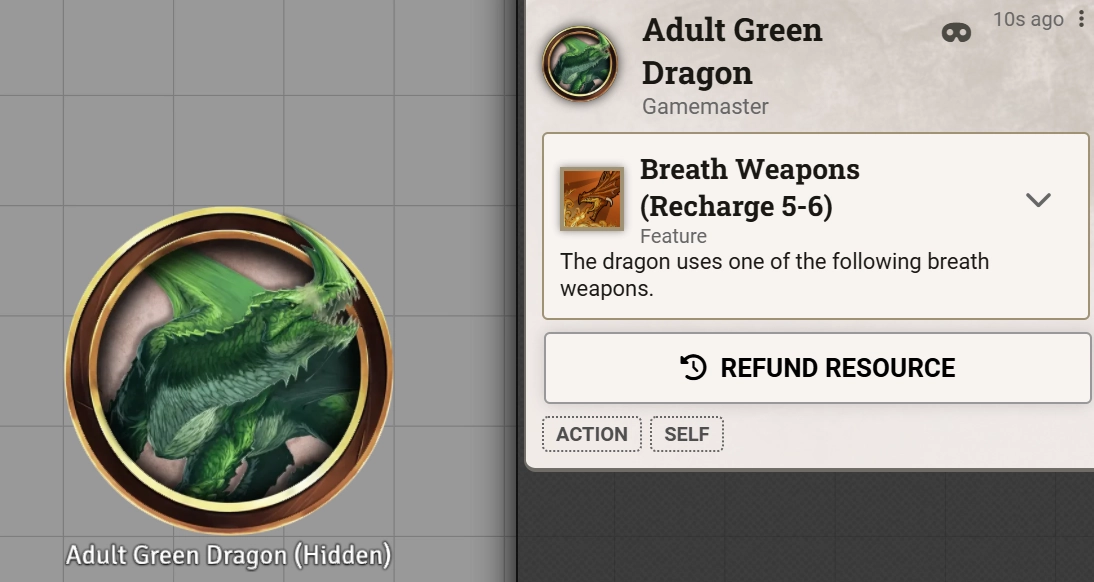 Adult Green
Dragon
10s ago
Gamemaster
Breath Weapons
(Recharge 5-6)
Feature
The dragon uses one of the following breath
weapons.
REFUND RESOURCE
ACTION SELF
Adult Green Dragon (Hidden)